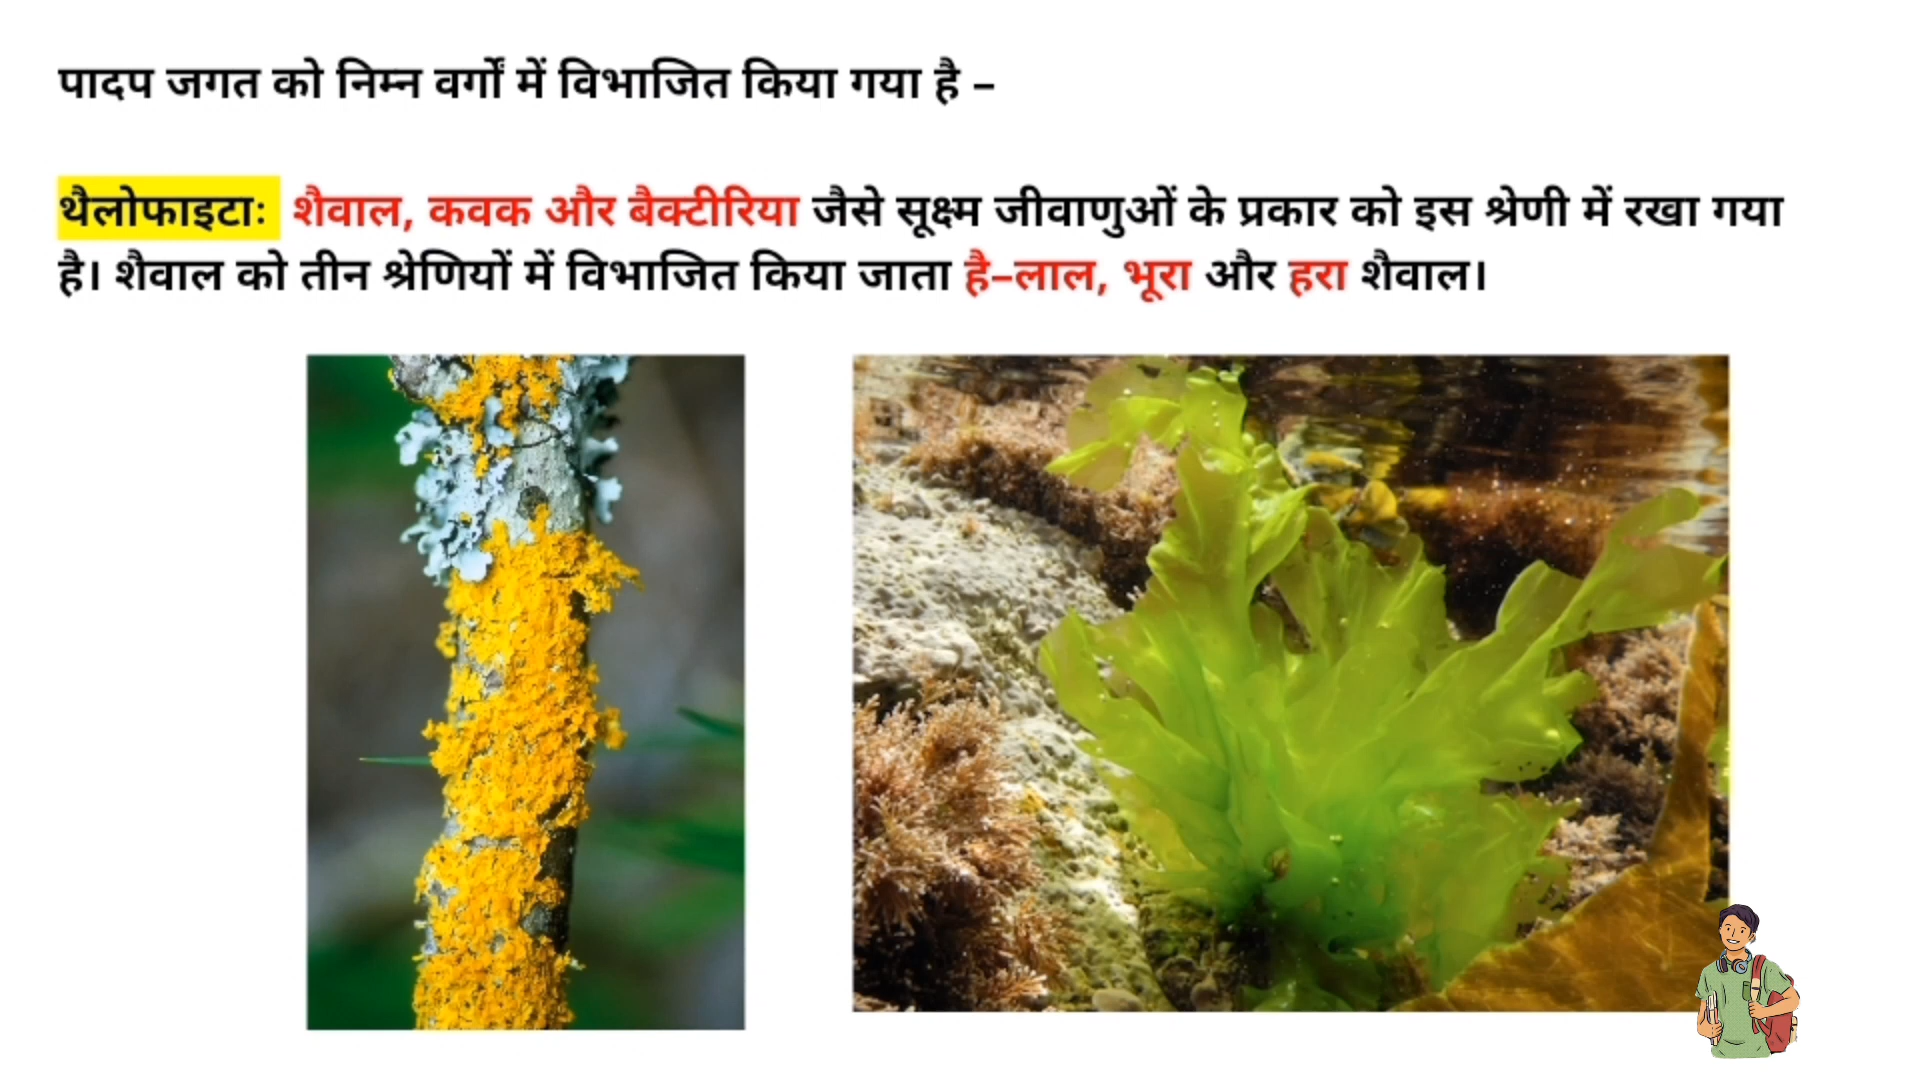 पादप जगत को निम्न वर्गों में विभाजित किया गया है –
थैलोफाइटाः शैवाल, कवक और बैक्टीरिया जैसे सूक्ष्म जीवाणुओं के प्रकार को इस श्रेणी में रखा गया
है। शैवाल को तीन श्रेणियों में विभाजित किया जाता है–लाल, भूरा और हरा शैवाल।